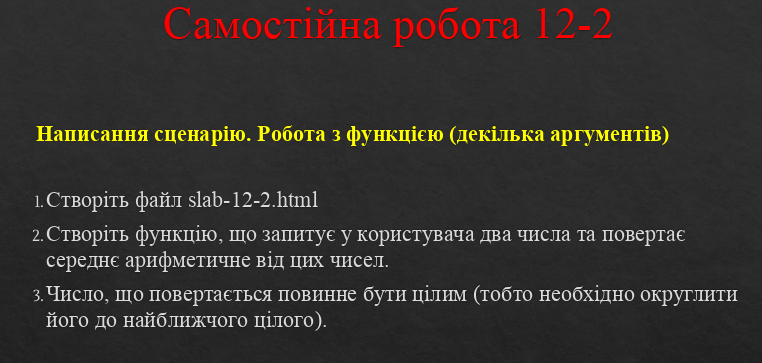 Самостійна робота 12-2
Написання сценарію. Робота з функцією (декілька аргументів)
1. Створіть файл slab-12-2.html
2. Створіть функцію, що запитує у користувача два числа та повертає
середнє арифметичне від цих чисел.
3. Число, що повертається повинне бути цілим (тобто необхідно округлити
його до найближчого цілого).